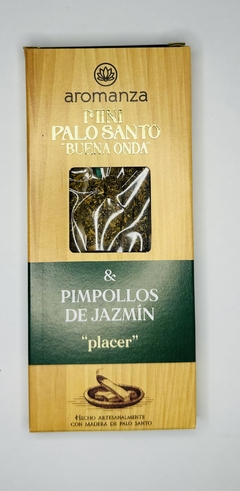 aromanza
MINI
PALO SANTO
"BUENA ONDA"
&
PIMPOLLOS
DE JAZMÍN
"placer"
HECHO ARTESANALMENTE
CON MADERA DE PALO SANTO